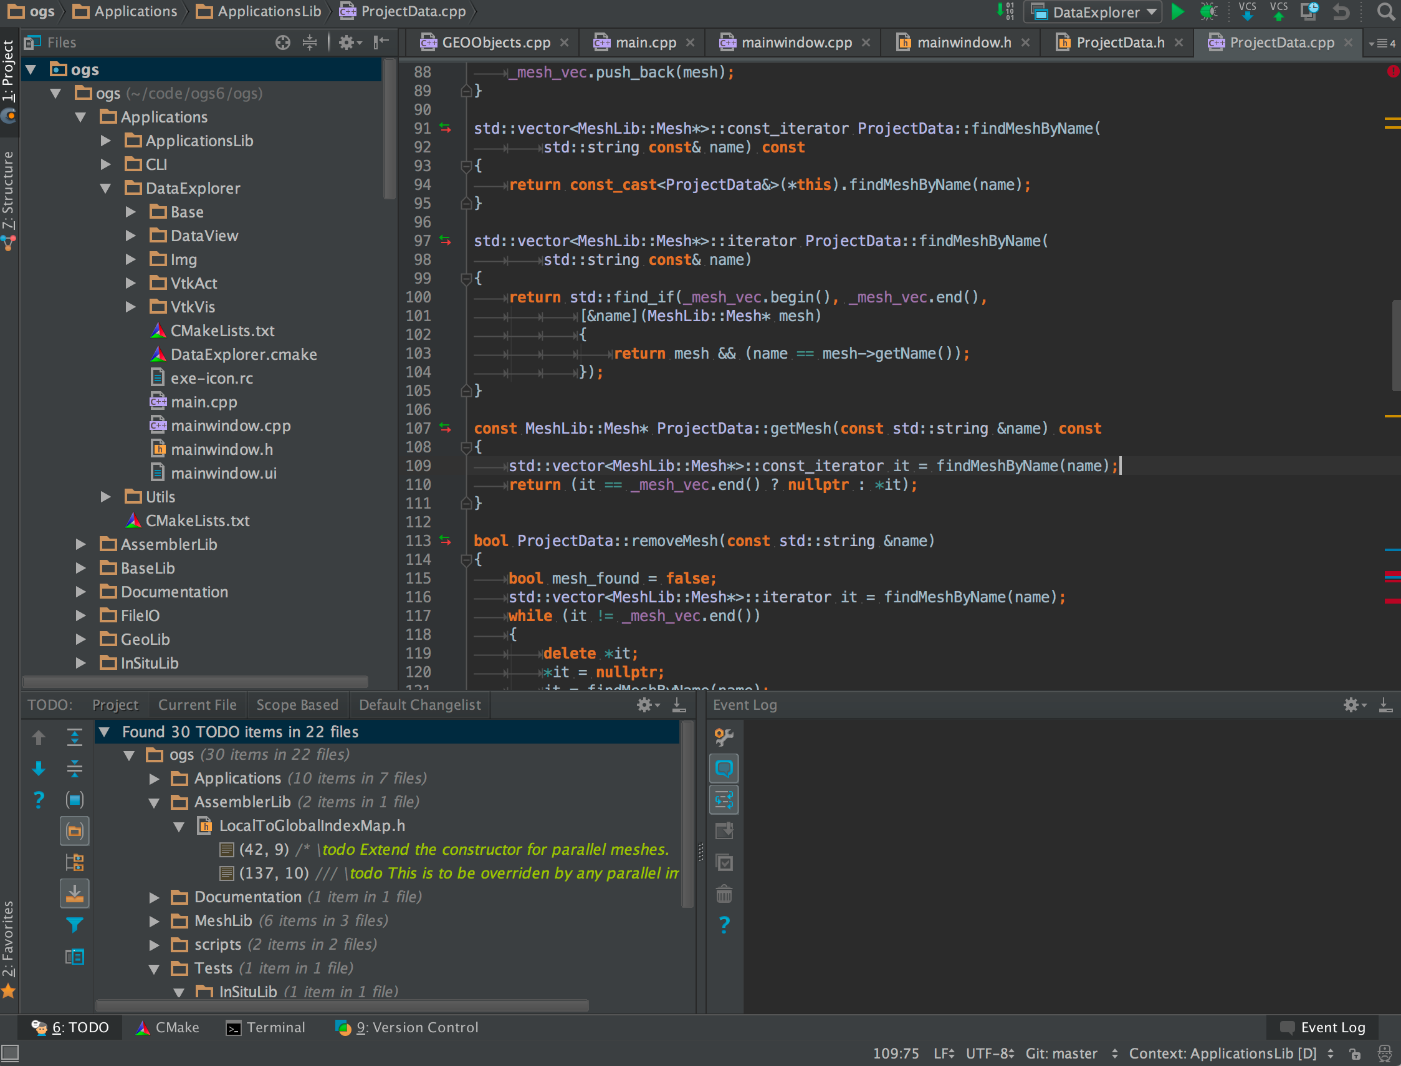 ogs Applications ApplicationsLib ProjectData.cpp DataExplorer VCS VCS
1: Project
7: Structure
2: Favorites
Files
ogs
ogs (~/code/ogs6/ogs)
Applications
ApplicationsLib
CLI
DataExplorer
Base
DataView
Img
VtkAct
VtkVis
CMakeLists.txt
DataExplorer.cmake
exe-icon.rc
main.cpp
mainwindow.cpp
mainwindow.h
mainwindow.ui
Utils
CMakeLists.txt
AssemblerLib
BaseLib
Documentation
FileIO
GeoLib
InSituLib
GEOObjects.cpp main.cpp mainwindow.cpp mainwindow.h ProjectData.h ProjectData.cpp 4
88 _mesh_vec.push_back(mesh);
89 }
90
91 std::vector<MeshLib::Mesh*>::const_iterator ProjectData::findMeshByName(
92 std::string const& name) const
93 {
94 return const_cast<ProjectData&>(*this).findMeshByName(name);
95 }
96
97 std::vector<MeshLib::Mesh*>::iterator ProjectData::findMeshByName(
98 std::string const& name)
99 {
100 return std::find_if(_mesh_vec.begin(), _mesh_vec.end(),
101 [&name](MeshLib::Mesh* mesh)
102 {
103 return mesh && (name == mesh->getName());
104 });
105 }
106
107 const MeshLib::Mesh* ProjectData::getMesh(const std::string &name) const
108 {
109 std::vector<MeshLib::Mesh*>::const_iterator it = findMeshByName(name);
110 return (it == _mesh_vec.end() ? nullptr : *it);
111 }
112
113 bool ProjectData::removeMesh(const std::string &name)
114 {
115 bool mesh_found = false;
116 std::vector<MeshLib::Mesh*>::iterator it = findMeshByName(name);
117 while (it != _mesh_vec.end())
118 {
119 delete *it;
120 *it = nullptr;
121 it = findMeshByName(name);
TODO: Project Current File Scope Based Default Changelist
Found 30 TODO items in 22 files
ogs (30 items in 22 files)
Applications (10 items in 7 files)
AssemblerLib (2 items in 1 file)
LocalToGlobalIndexMap.h
(42, 9) /* \todo Extend the constructor for parallel meshes.
(137, 10) /// \todo This is to be overriden by any parallel im
Documentation (1 item in 1 file)
MeshLib (6 items in 3 files)
scripts (2 items in 2 files)
Tests (1 item in 1 file)
InSituLib (1 item in 1 file)
Event Log
6: TODO CMake Terminal 9: Version Control Event Log
109:75 LF UTF-8 Git: master Context: ApplicationsLib [D]